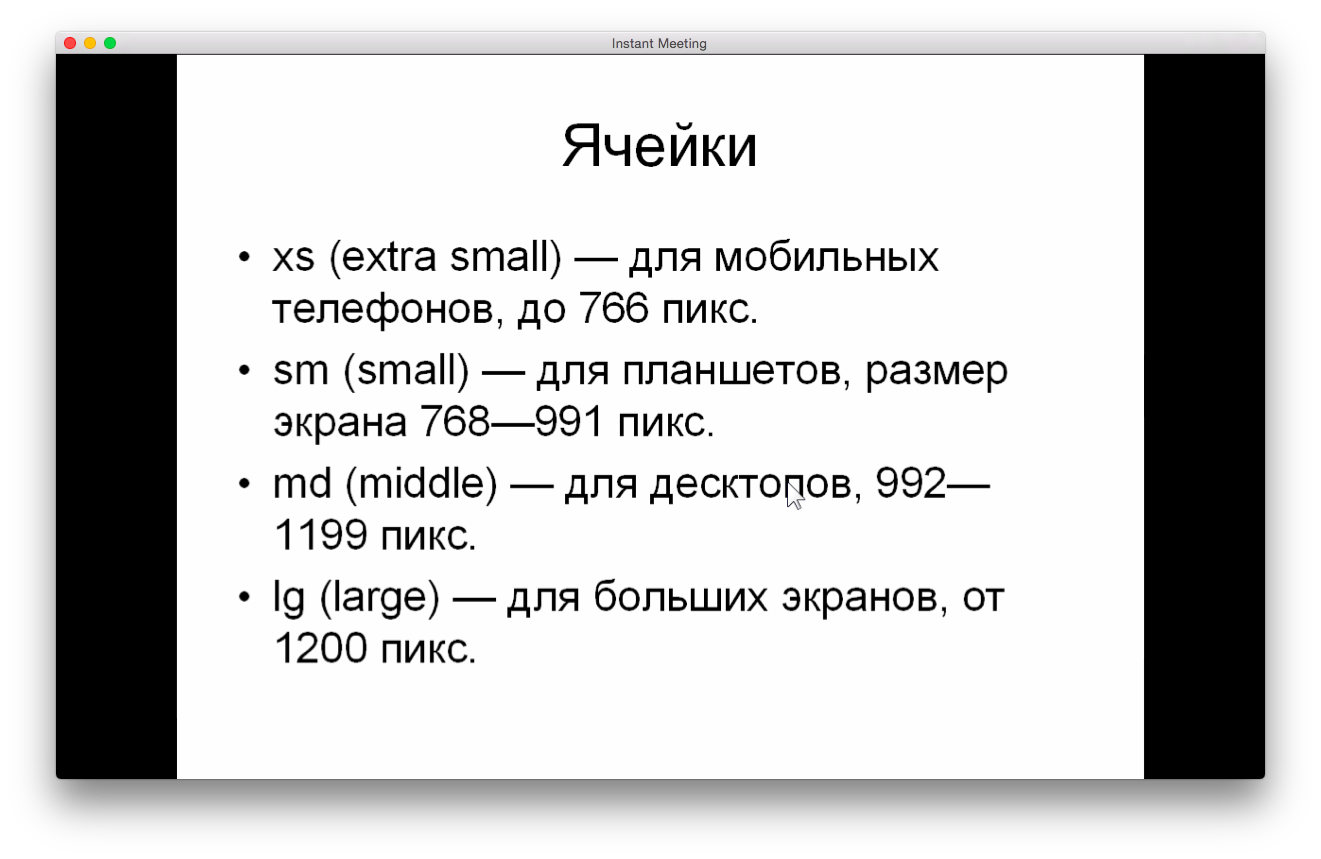 Instant Meeting
Ячейки
• xs (extra small) — для мобильных
телефонов, до 766 пикс.
• sm (small) — для планшетов, размер
экрана 768—991 пикс.
• md (middle) — для десктопов, 992—
1199 пикс.
• lg (large) — для больших экранов, от
1200 пикс.